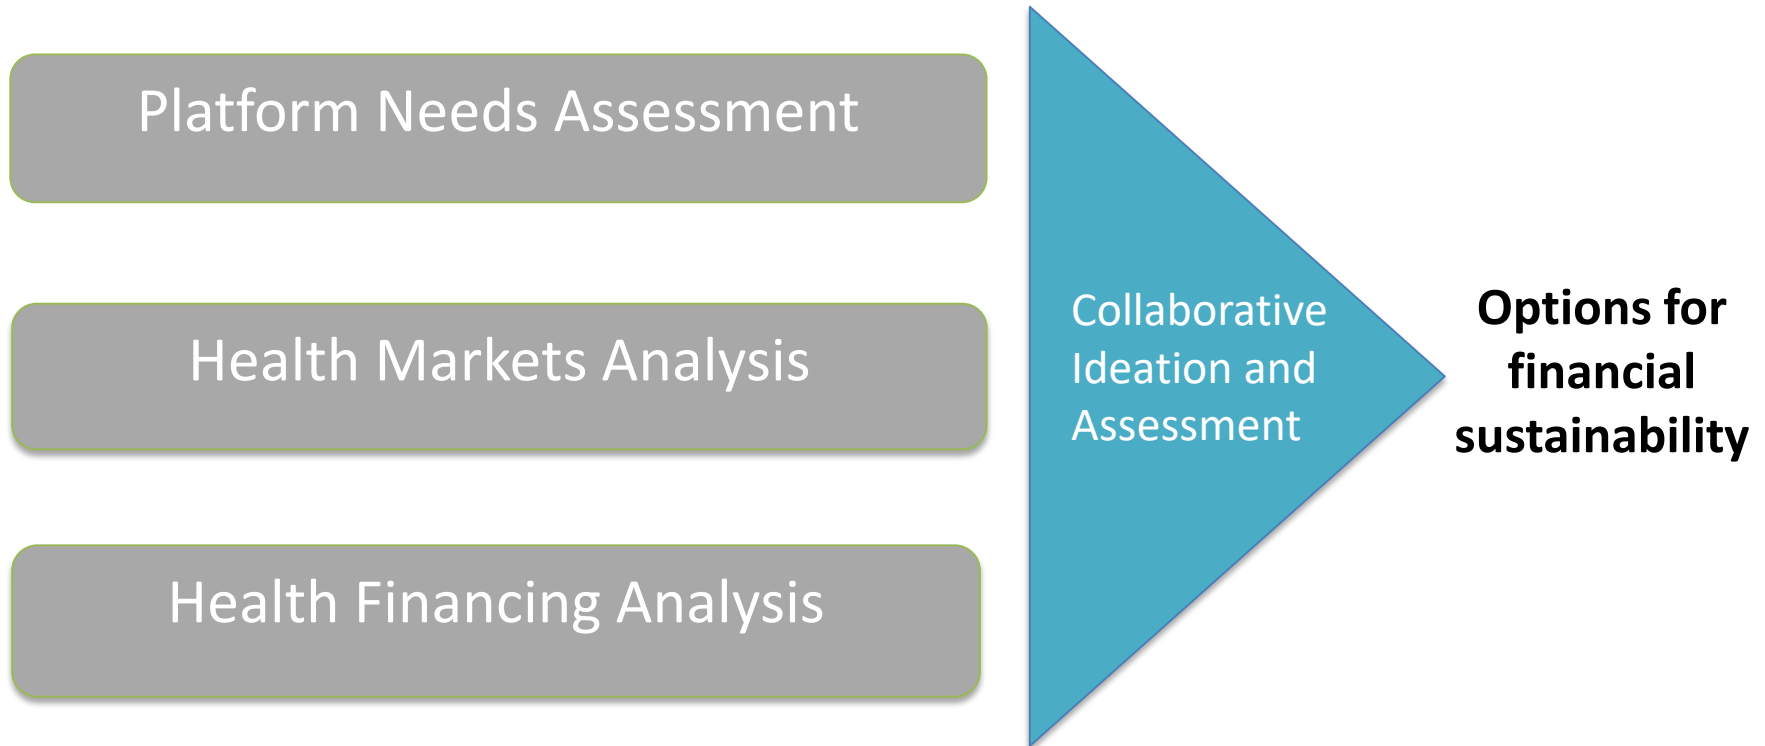 Platform Needs Assessment
Health Markets Analysis
Health Financing Analysis
Collaborative
Ideation and
Assessment
Options for
financial
sustainability